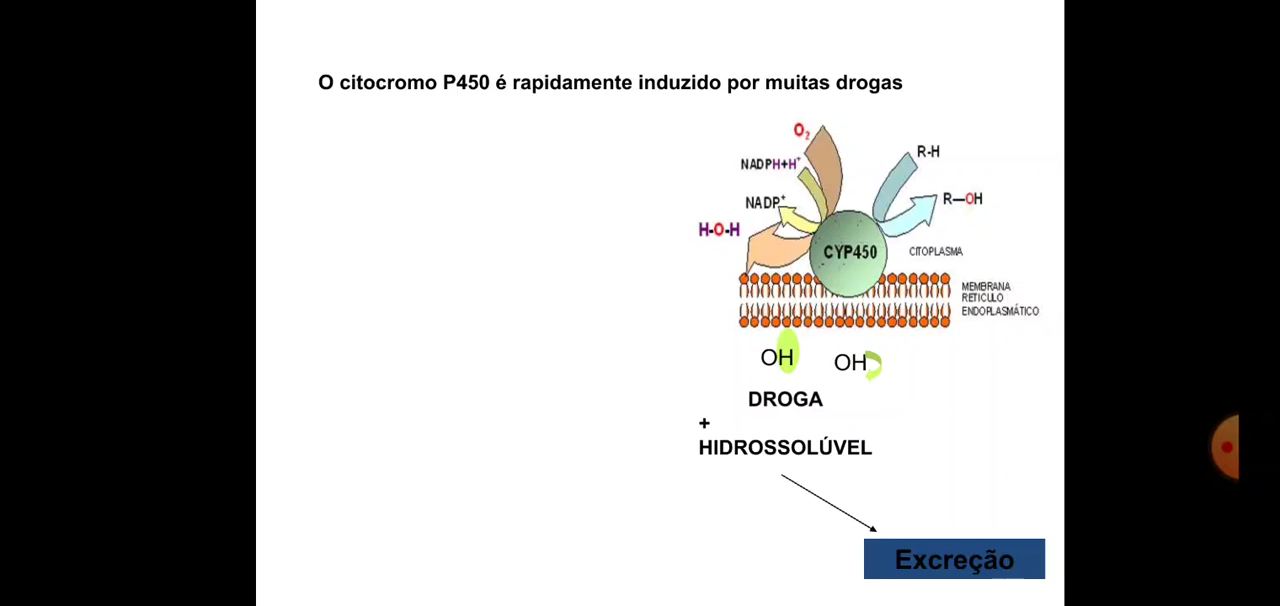 O citocromo P450 é rapidamente induzido por muitas drogas
O2
NADPH+H+
R-H
NADP+
R—OH
H-O-H
CYP450
CITOPLASMA
MEMBRANA
RETICULO
ENDOPLASMÁTICO
OH OH
DROGA
+
HIDROSSOLÚVEL
Excreção